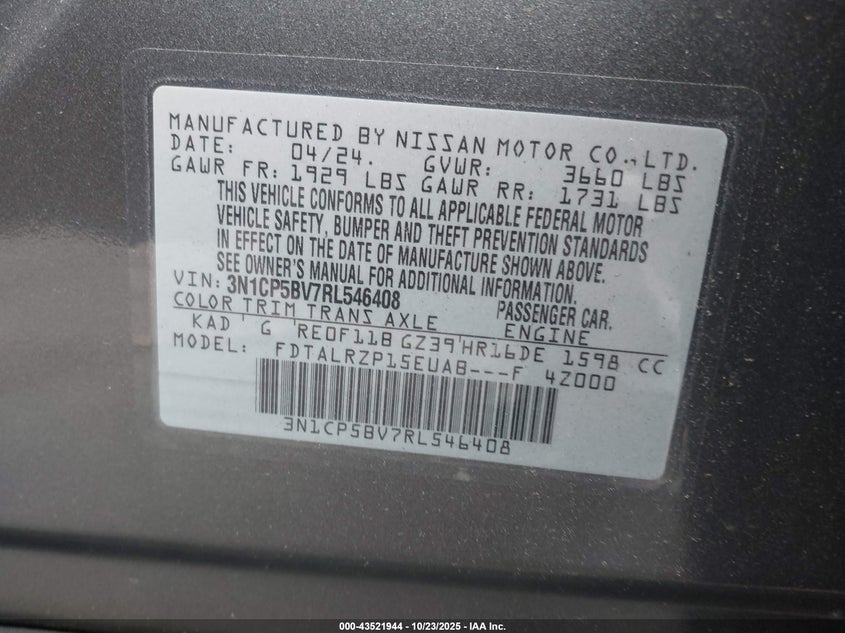 MANUFACTURED BY NISSAN MOTOR CO.,LTD.
DATE: 04/24. GVWR: 3660 LBS
GAWR FR: 1929 LBS GAWR RR: 1731 LBS
THIS VEHICLE CONFORMS TO ALL APPLICABLE FEDERAL MOTOR
VEHICLE SAFETY, BUMPER AND THEFT PREVENTION STANDARDS
IN EFFECT ON THE DATE OF MANUFACTURE SHOWN ABOVE.
SEE OWNER'S MANUAL FOR ADDITIONAL INFORMATION.
VIN: 3N1CP5BV7RL546408 PASSENGER CAR.
COLOR TRIM TRANS AXLE ENGINE
KAD G RE0F11B GZ39 HR16DE 1598 CC
MODEL: FDTALRZP15EUAB---F 42000
3N1CP5BV7RL546408
000-43521944 | 10/23/2025 - IAA Inc.